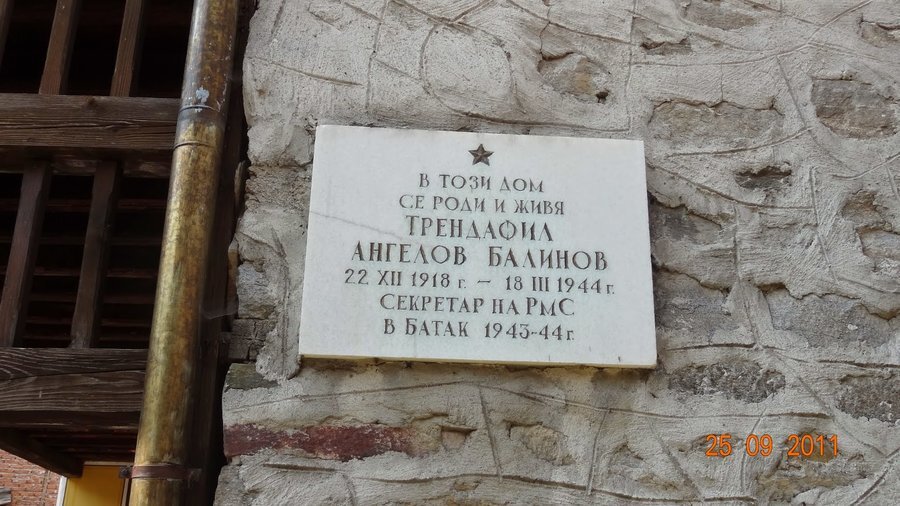 В ТОЗИ ДОМ
СЕ РОДИ И ЖИВЯ
ТРЕНДАФИЛ
АНГЕЛОВ БАЛИНОВ
22 XII 1918 г. – 18 III 1944 г.
СЕКРЕТАР НА РМС
В БАТАК 1943-44 г.
25 09 2011